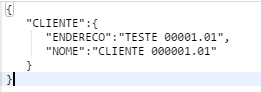 {
"CLIENTE":{
"ENDERECO":"TESTE 00001.01",
"NOME":"CLIENTE 000001.01"
}
}